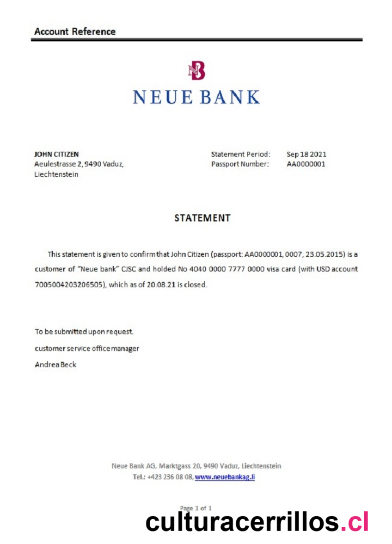 Account Reference
NB
NEUE BANK
JOHN CITIZEN
Aeulestrasse 2, 9490 Vaduz,
Liechtenstein
Statement Period: Sep 18 2021
Passport Number: AA0000001
STATEMENT
This statement is given to confirm that John Citizen (passport: AA0000001, 0007, 23.05.2015) is a
customer of "Neue bank" CJSC and holded No 4040 0000 7777 0000 visa card (with USD account
7005004203206505), which as of 20.08.21 is closed.
To be submitted upon request.
customer service office manager
Andrea Beck
Neue Bank AG, Marktgass 20, 9490 Vaduz, Liechtenstein
Tel.: +423 236 08 08, www.neuebankag.li
Page 1 of 1
culturacerrillos.cl